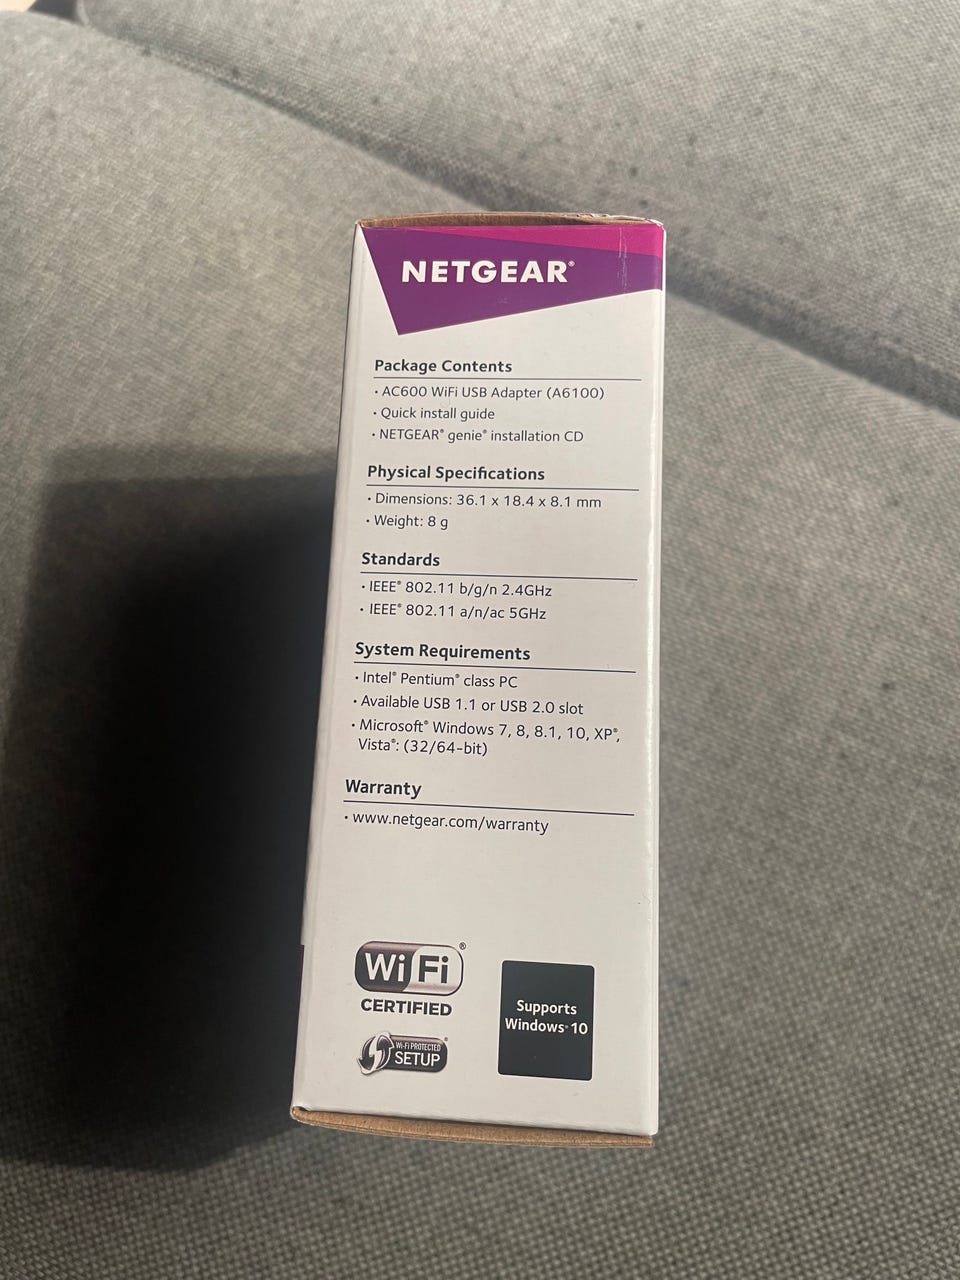 NETGEAR®
Package Contents
• AC600 WiFi USB Adapter (A6100)
• Quick install guide
• NETGEAR® genie® installation CD
Physical Specifications
• Dimensions: 36.1 x 18.4 x 8.1 mm
• Weight: 8 g
Standards
• IEEE® 802.11 b/g/n 2.4GHz
• IEEE® 802.11 a/n/ac 5GHz
System Requirements
• Intel® Pentium® class PC
• Available USB 1.1 or USB 2.0 slot
• Microsoft® Windows 7, 8, 8.1, 10, XP®,
Vista®: (32/64-bit)
Warranty
• www.netgear.com/warranty
Wi Fi®
CERTIFIED
Wi-Fi PROTECTED
SETUP
Supports
Windows® 10